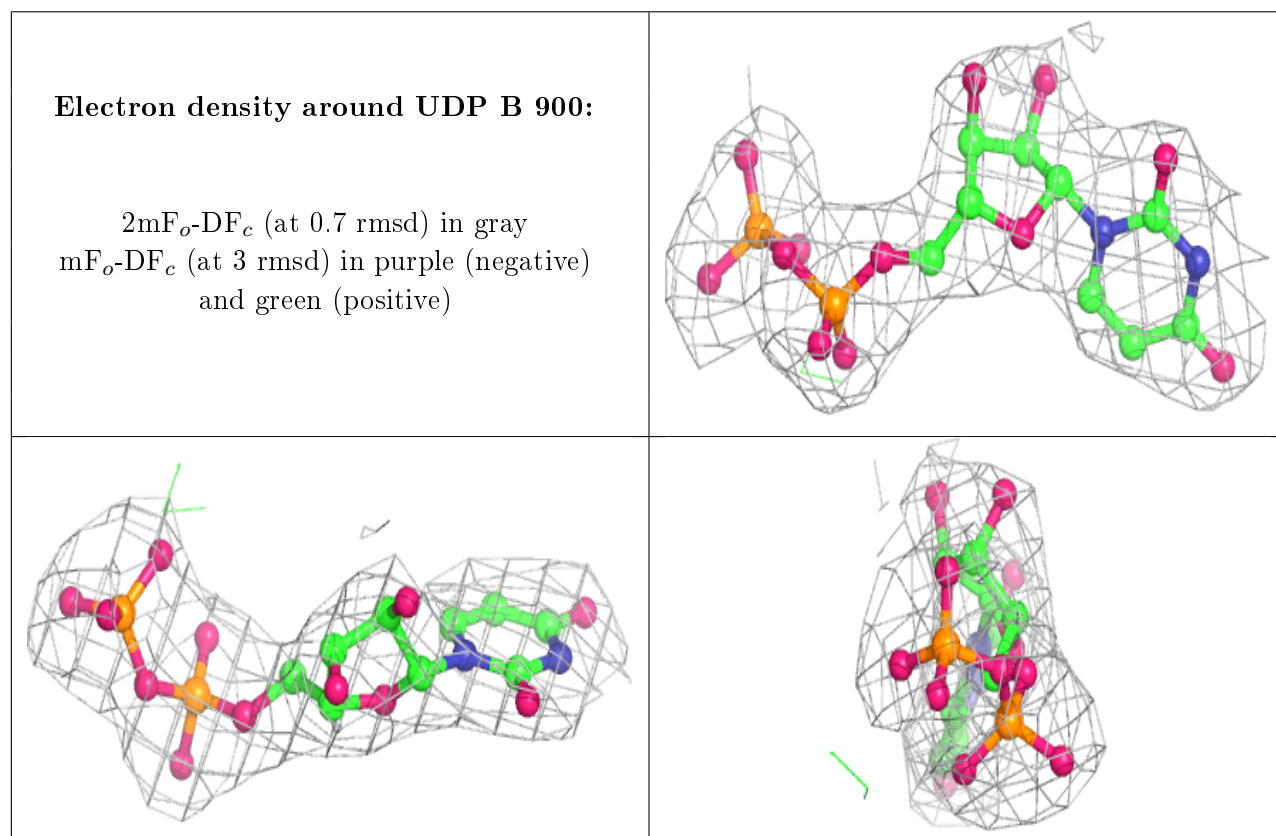 Electron density around UDP B 900:
2mFo-DFc (at 0.7 rmsd) in gray
mFo-DFc (at 3 rmsd) in purple (negative)
and green (positive)